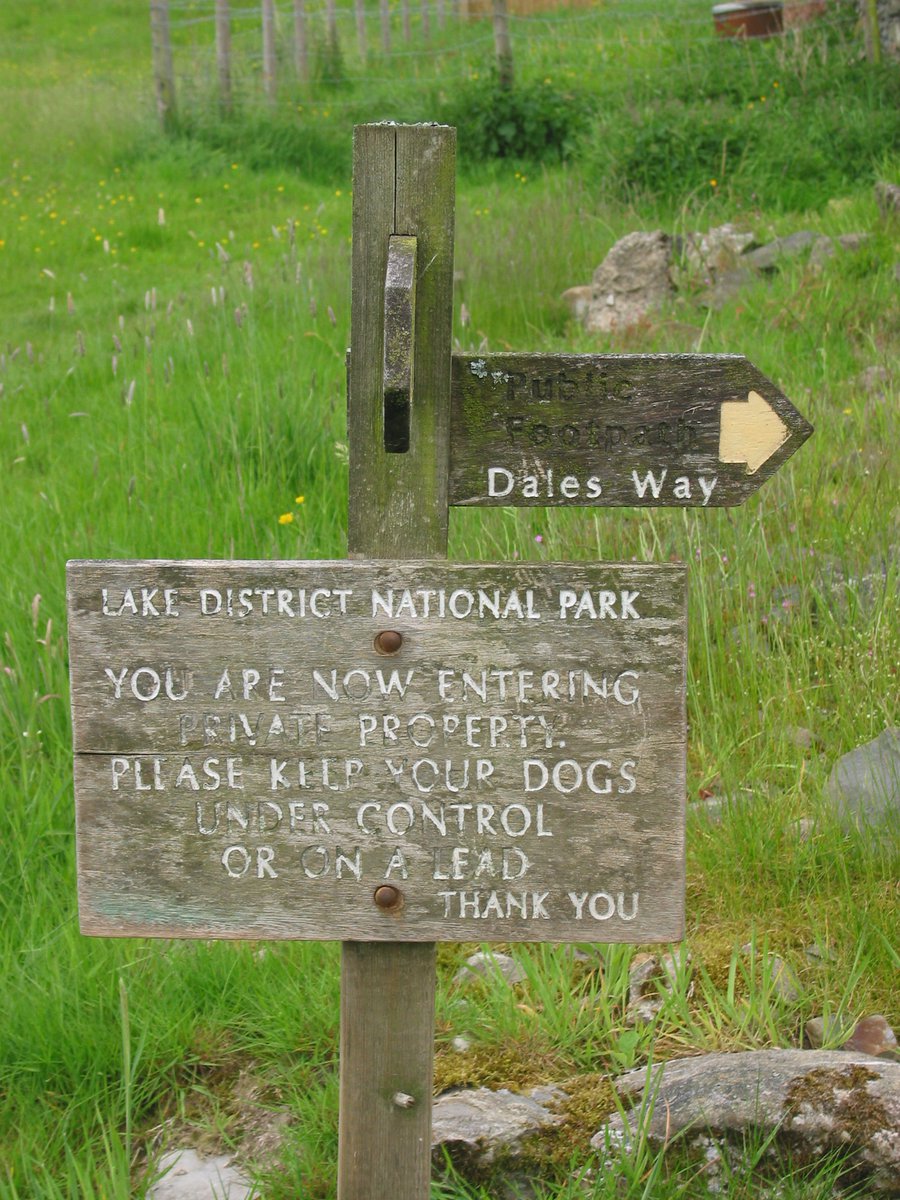 Public
Footpath
Dales Way
LAKE DISTRICT NATIONAL PARK
YOU ARE NOW ENTERING
PRIVATE PROPERTY.
PLEASE KEEP YOUR DOGS
UNDER CONTROL
OR ON A LEAD
THANK YOU